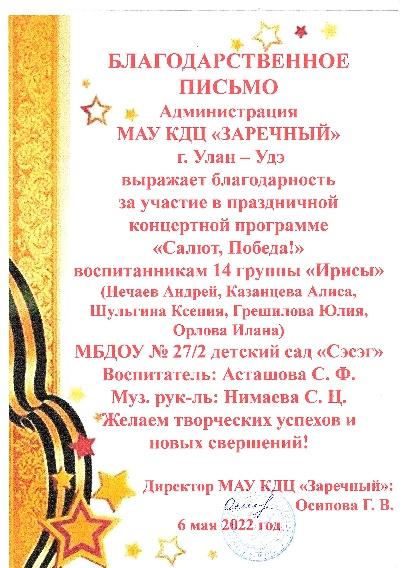 БЛАГОДАРСТВЕННОЕ
ПИСЬМО
Администрация
МАУ КДЦ «ЗАРЕЧНЫЙ»
г. Улан – Удэ
выражает благодарность
за участие в праздничной
концертной программе
«Салют, Победа!»
воспитанникам 14 группы «Ирисы»
(Нечаев Андрей, Казанцева Алиса,
Шульгина Ксения, Грешилова Юлия,
Орлова Илана)
МБДОУ № 27/2 детский сад «Сэсэг»
Воспитатель: Асташова С. Ф.
Муз. рук-ль: Нимаева С. Ц.
Желаем творческих успехов и
новых свершений!
Директор МАУ КДЦ «Заречный»:
Осипова Г. В.
6 мая 2022 год